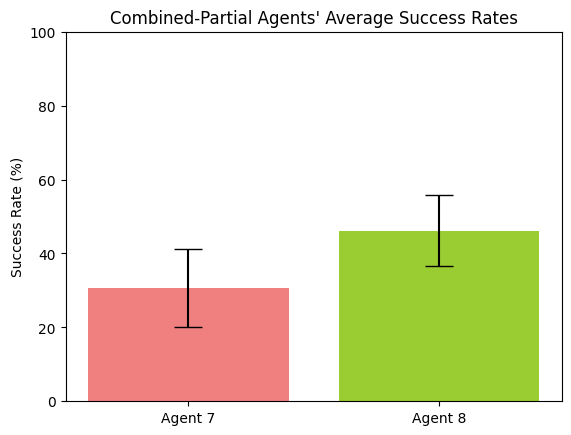 Combined-Partial Agents' Average Success Rates
100
80
60
40
20
0
Success Rate (%)
Agent 7
Agent 8